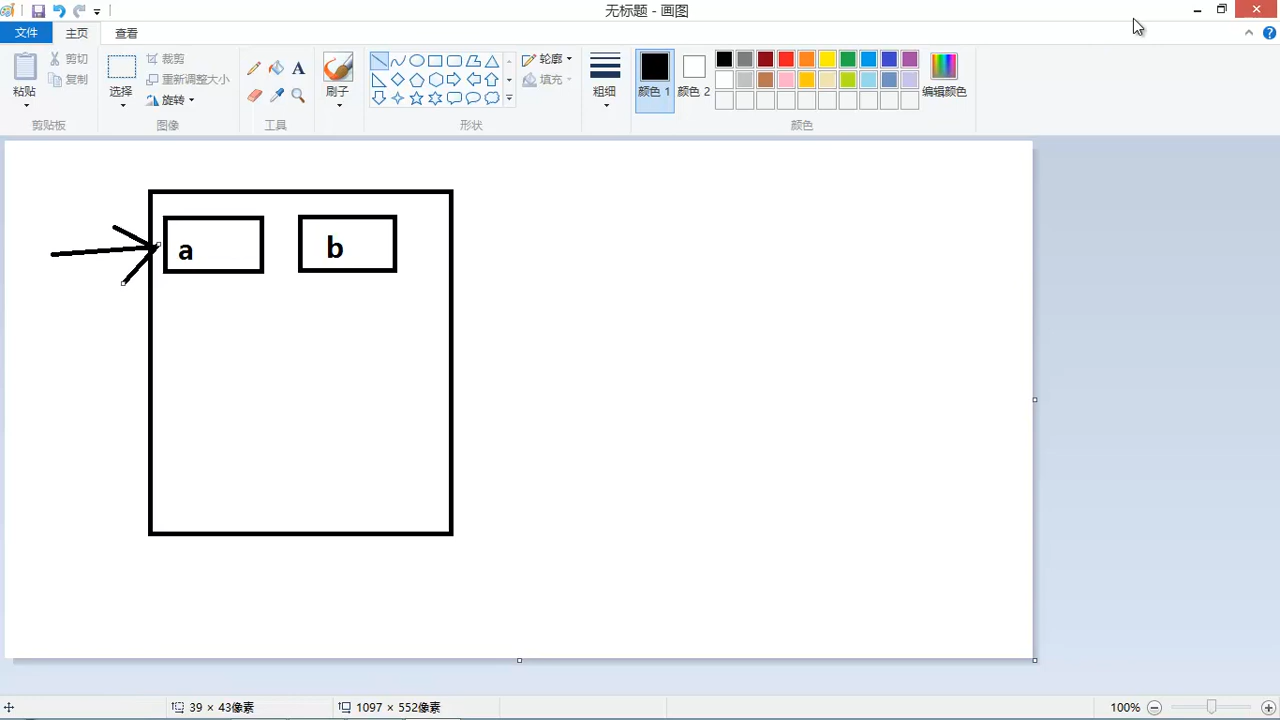 无标题 - 画图
文件 主页 查看
剪切
复制
粘贴
裁剪
重新调整大小
旋转
选择
A
刷子
轮廓
填充
粗细
颜色 1
颜色 2
编辑颜色
剪贴板
图像
工具
形状
颜色
a
b
39 × 43像素
1097 × 552像素
100%